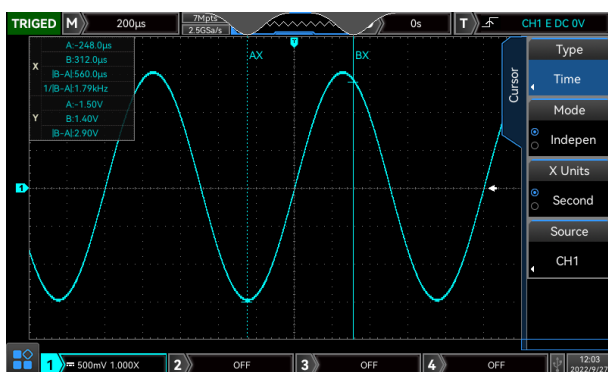 TRIGED M 200μs 7Mpts 2.5GSa/s 0s T CH1 E DC 0V
A:-248.0μs
X B:312.0μs
|B-A|:560.0μs
1/|B-A|:1.79kHz
A:-1.50V
Y B:1.40V
|B-A|:2.90V
T
AX BX
1
Cursor
Type
Time
Mode
Indepen
X Units
Second
Source
CH1
1 500mV 1.000X 2 OFF 3 OFF 4 OFF 12:03
2022/9/27